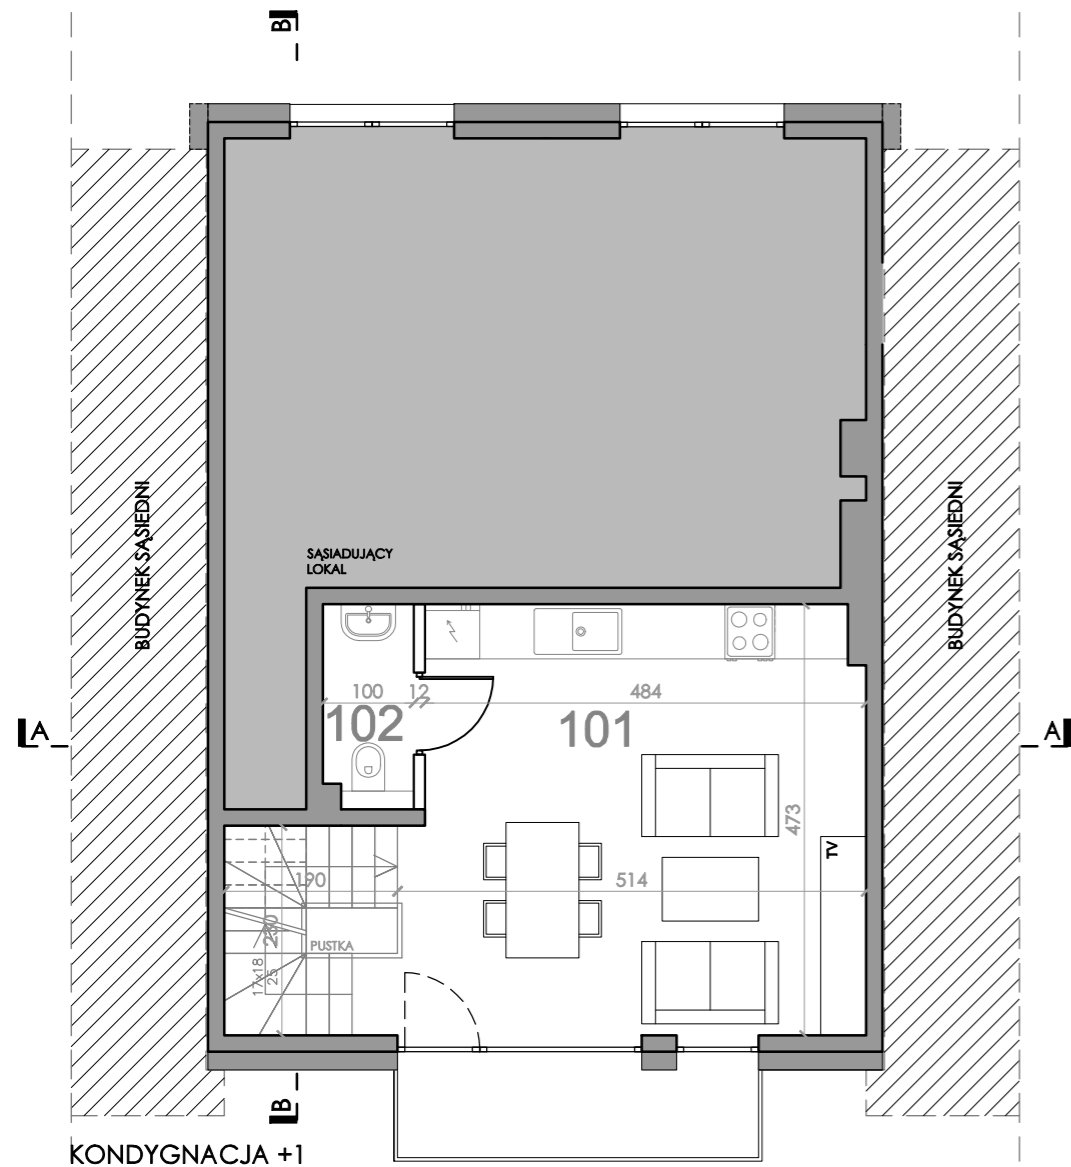 B
BUDYNEK SĄSIEDNI
BUDYNEK SĄSIEDNI
SĄSIADUJĄCY
LOKAL
100
12
484
102
101
A
A
473
TV
190
514
230
PUSTKA
17x18
25
B
KONDYGNACJA +1